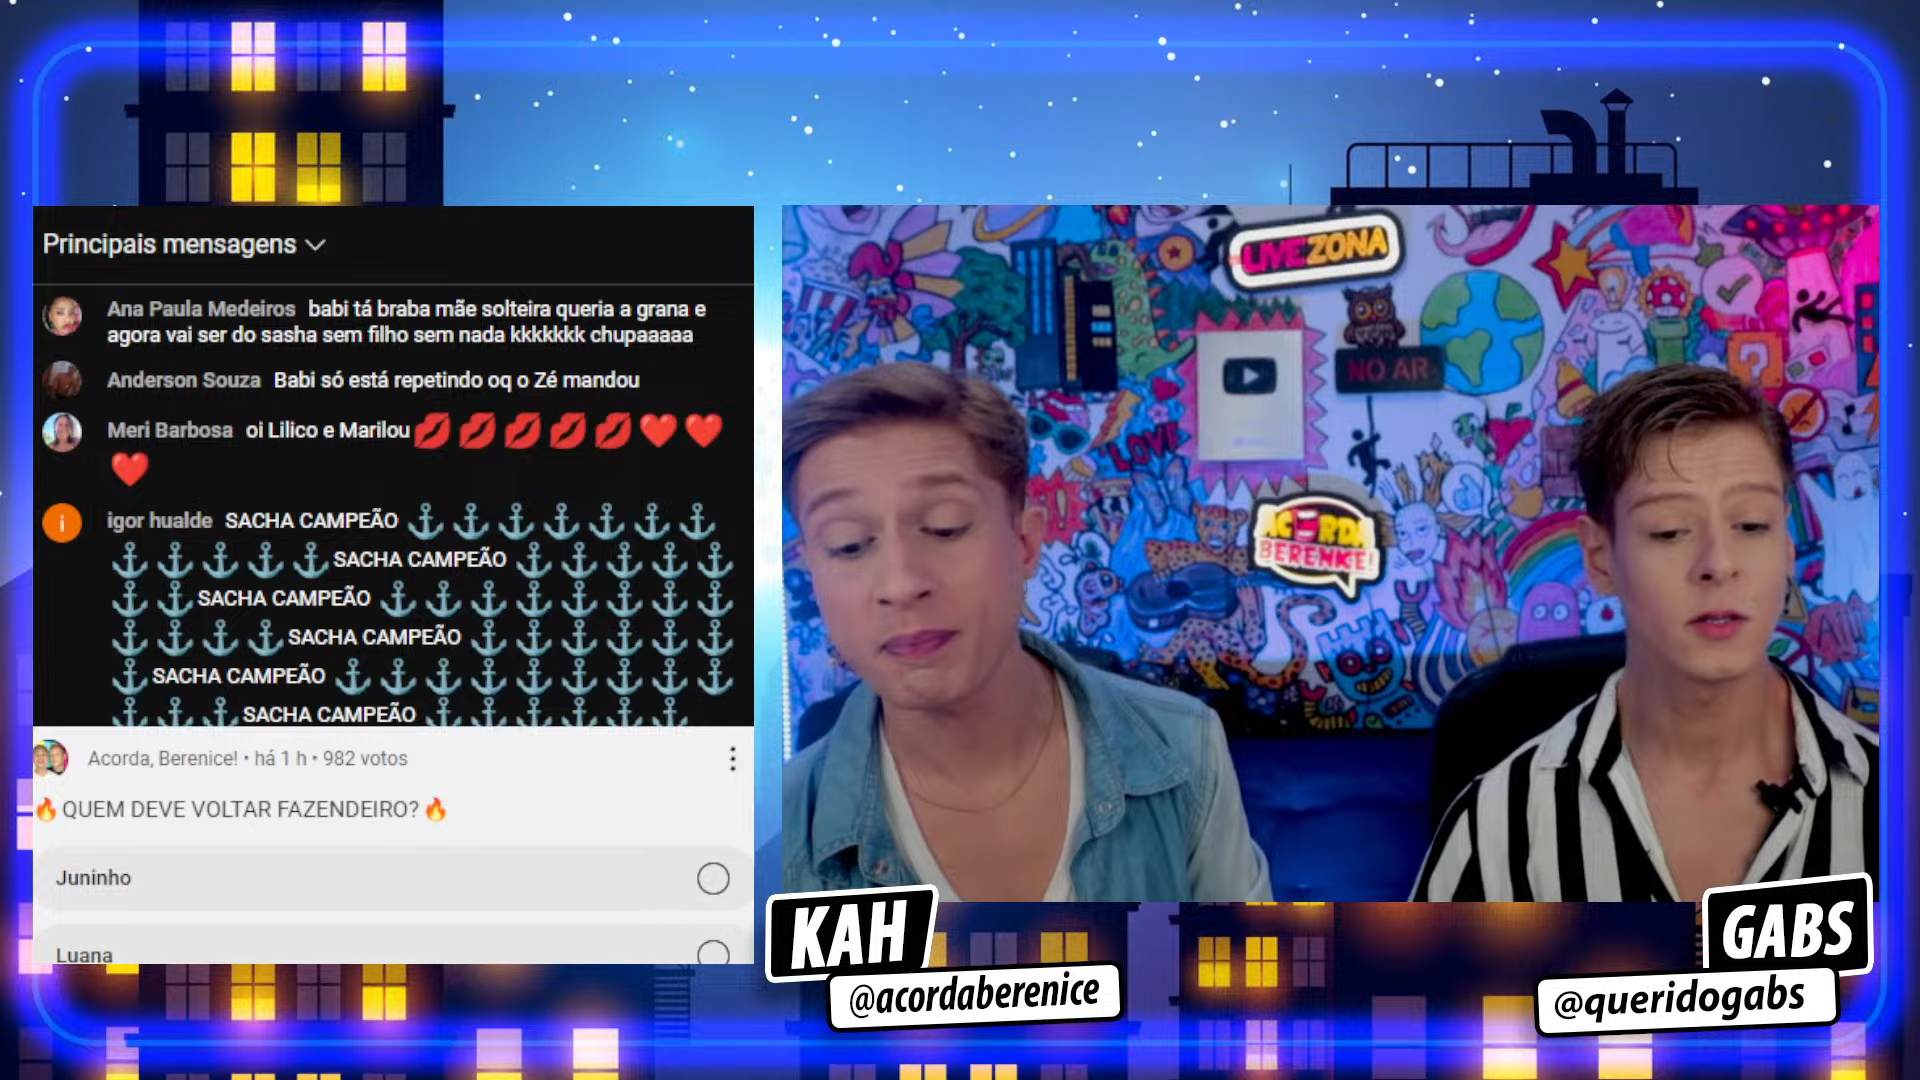 Principais mensagens
Ana Paula Medeiros babi tá braba mãe solteira queria a grana e
agora vai ser do sasha sem filho sem nada kkkkkkk chupaaaaa
Anderson Souza Babi só está repetindo oq o Zé mandou
Meri Barbosa oi Lilico e Marilou💋💋💋💋💋❤️❤️
❤️
i
igor hualde SACHA CAMPEÃO ⚓⚓⚓⚓⚓⚓⚓
⚓⚓⚓⚓⚓SACHA CAMPEÃO ⚓⚓⚓⚓⚓
⚓⚓SACHA CAMPEÃO ⚓⚓⚓⚓⚓⚓⚓⚓
⚓⚓⚓⚓SACHA CAMPEÃO ⚓⚓⚓⚓⚓⚓
⚓SACHA CAMPEÃO ⚓⚓⚓⚓⚓⚓⚓⚓⚓
⚓⚓⚓SACHA CAMPEÃO ⚓⚓⚓⚓⚓⚓
Acorda, Berenice! • há 1 h • 982 votos
🔥QUEM DEVE VOLTAR FAZENDEIRO?🔥
Juninho
Luana
LIVEZONA
NO AR
LOVE
ACORDA
BERENICE!
KAH
@acordaberenice
GABS
@queridogabs